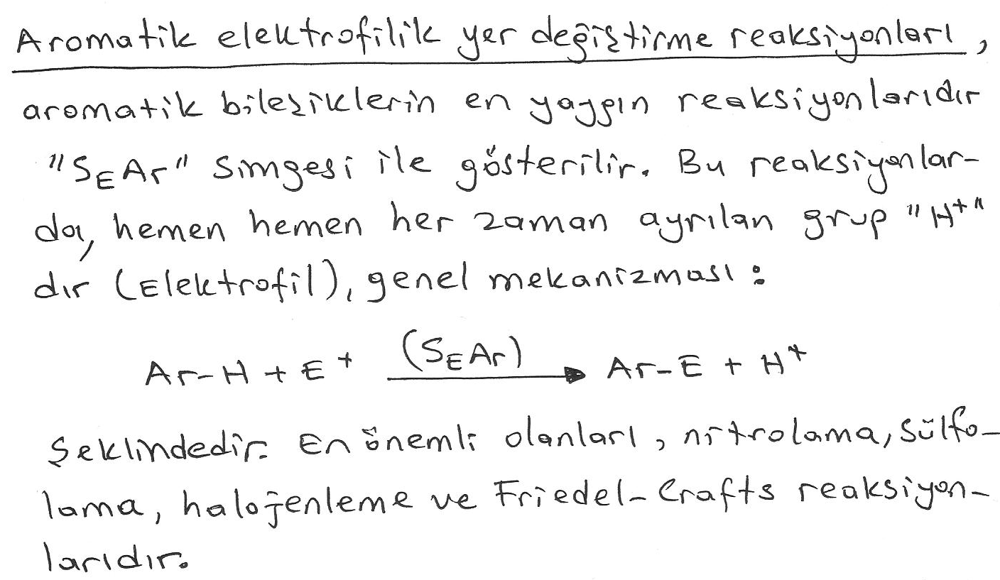 Aromatik elektrofilik yer değiştirme reaksiyonları,
aromatik bileşiklerin en yaygın reaksiyonlarıdır
"SEAr" simgesi ile gösterilir. Bu reaksiyonlar-
da, hemen hemen her zaman ayrılan grup "H+"
dır (Elektrofil), genel mekanizması:
Ar-H + E+ (SEAr) → Ar-E + H+
şeklindedir. En önemli olanları, nitrolama, sülfo-
lama, halojenleme ve Friedel-Crafts reaksiyon-
larıdır.